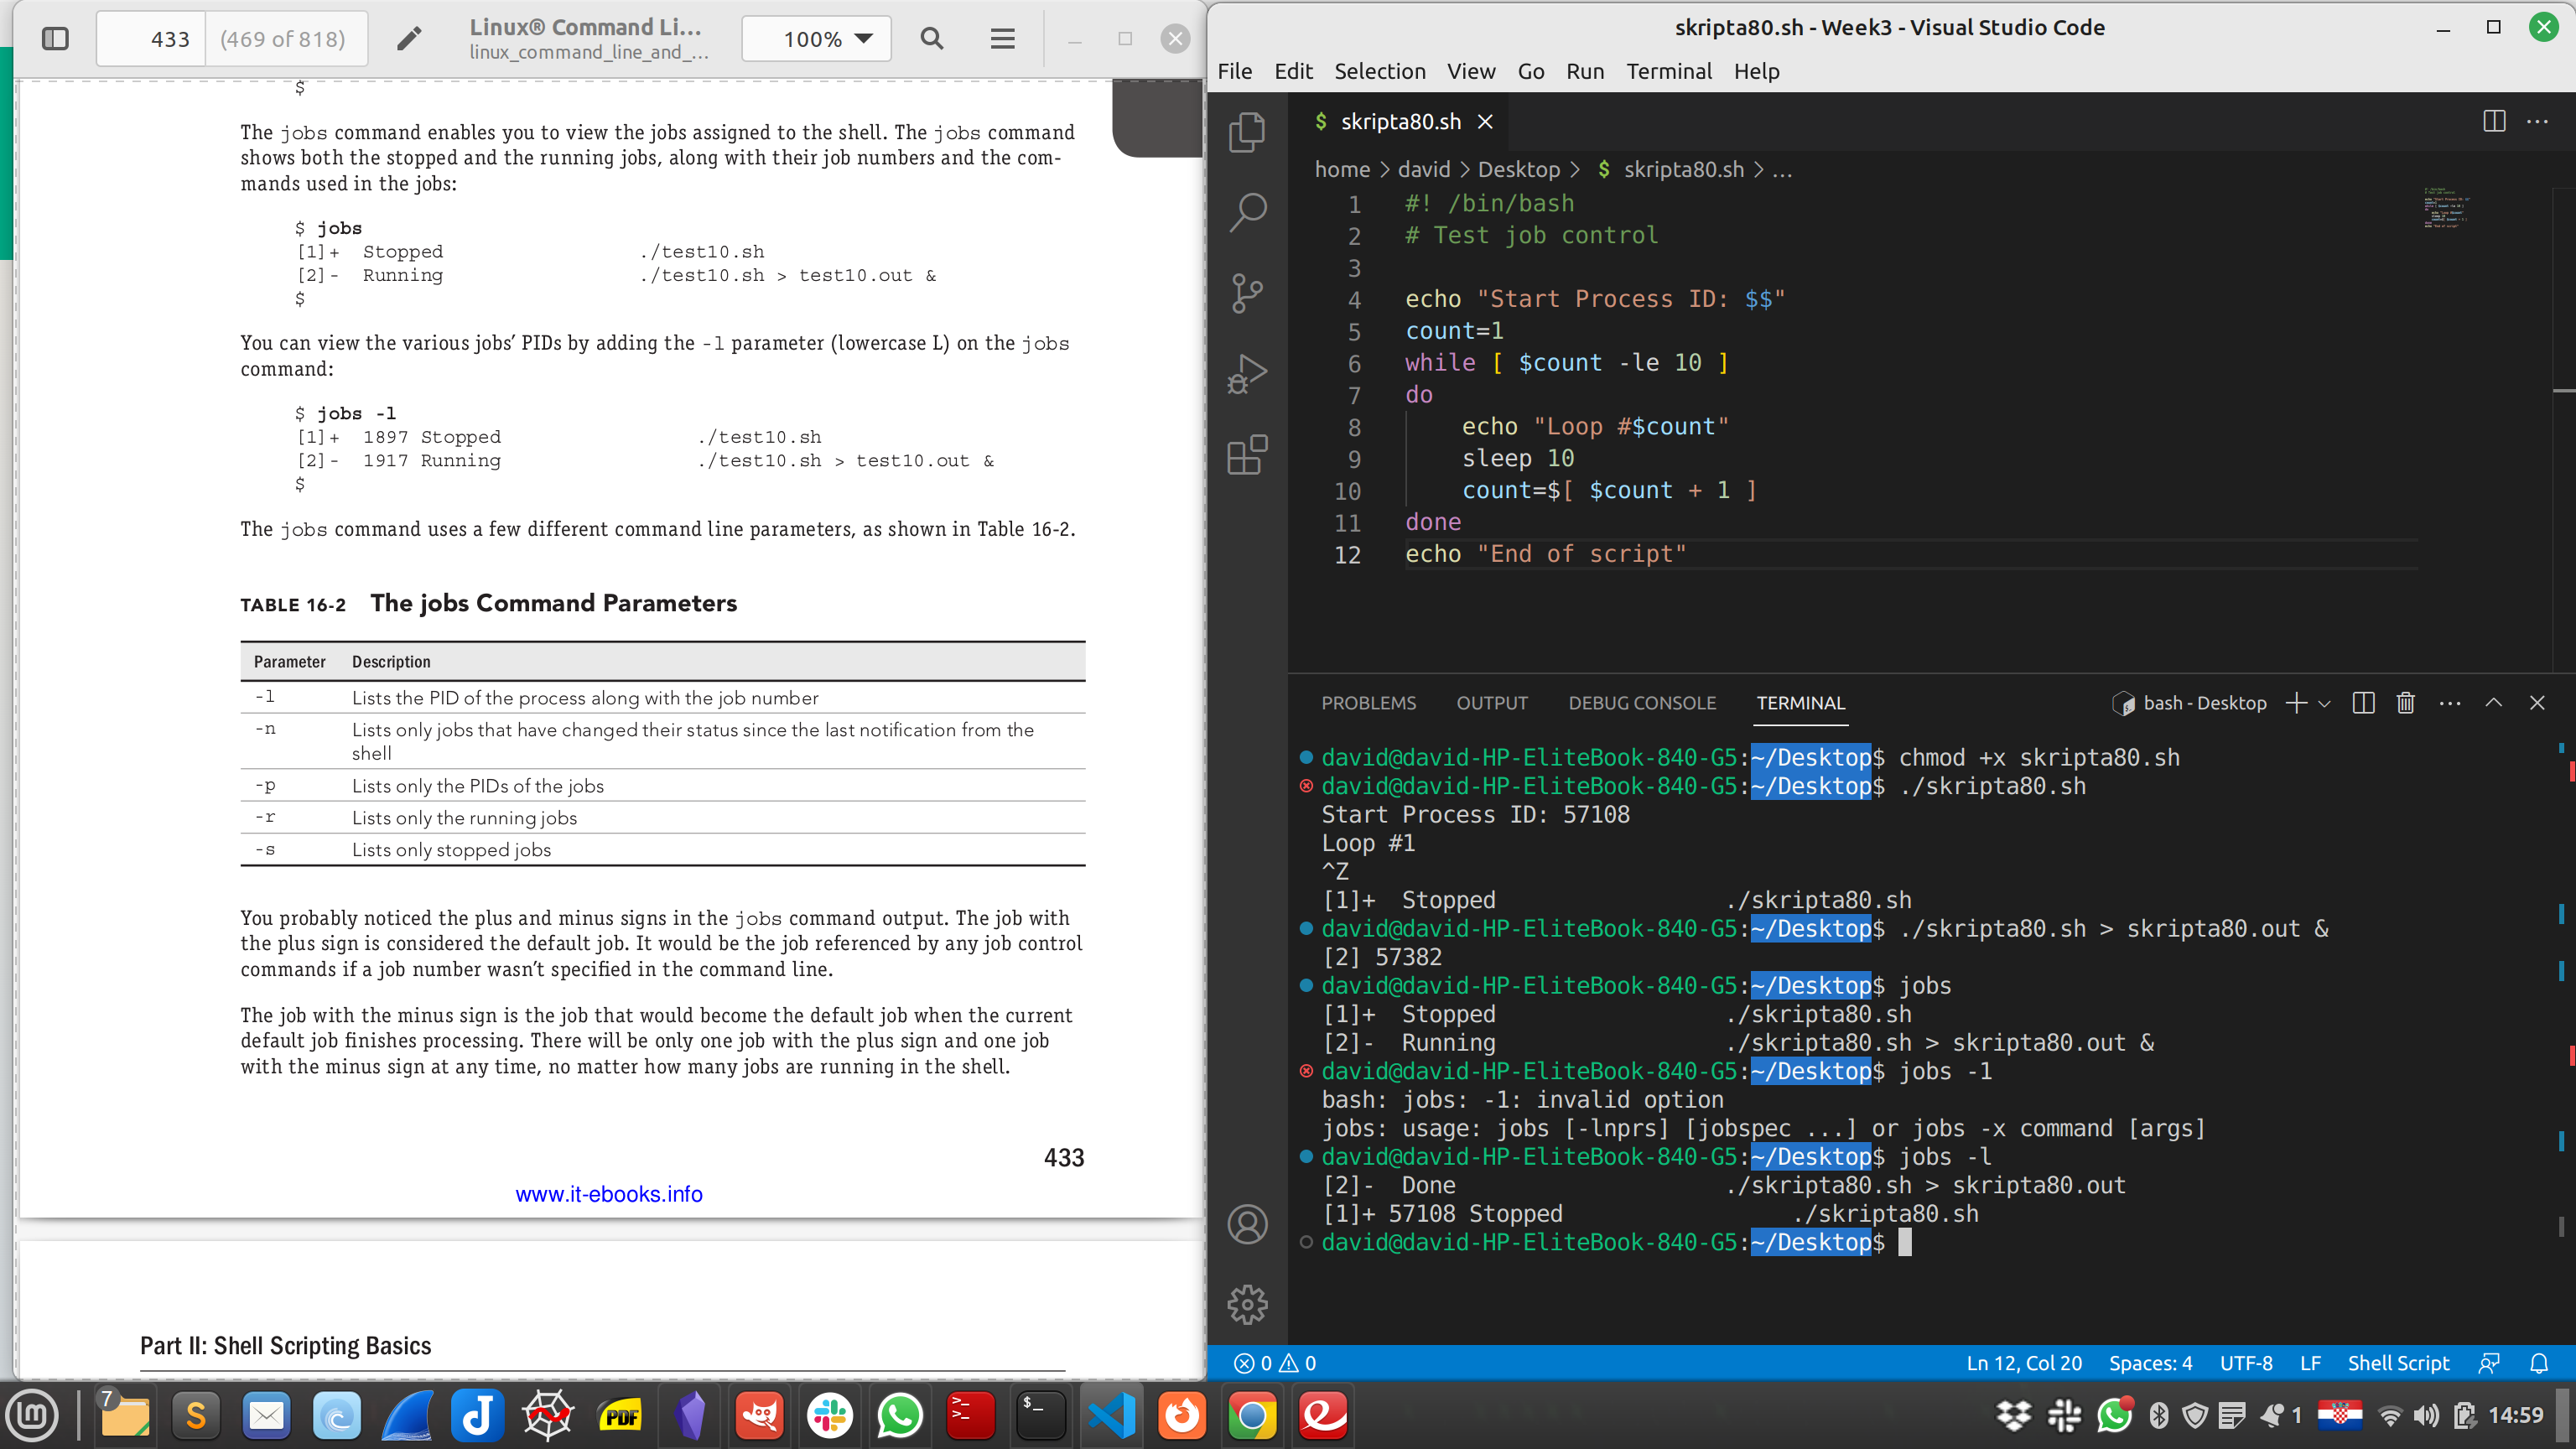 433 (469 of 818)
Linux® Command Li...
linux_command_line_and_...
100%
$
The jobs command enables you to view the jobs assigned to the shell. The jobs command
shows both the stopped and the running jobs, along with their job numbers and the com-
mands used in the jobs:
$ jobs
[1]+ Stopped ./test10.sh
[2]- Running ./test10.sh > test10.out &
$
You can view the various jobs’ PIDs by adding the -l parameter (lowercase L) on the jobs
command:
$ jobs -l
[1]+ 1897 Stopped ./test10.sh
[2]- 1917 Running ./test10.sh > test10.out &
$
The jobs command uses a few different command line parameters, as shown in Table 16-2.
TABLE 16-2 The jobs Command Parameters
Parameter Description
-l Lists the PID of the process along with the job number
-n Lists only jobs that have changed their status since the last notification from the
shell
-p Lists only the PIDs of the jobs
-r Lists only the running jobs
-s Lists only stopped jobs
You probably noticed the plus and minus signs in the jobs command output. The job with
the plus sign is considered the default job. It would be the job referenced by any job control
commands if a job number wasn’t specified in the command line.
The job with the minus sign is the job that would become the default job when the current
default job finishes processing. There will be only one job with the plus sign and one job
with the minus sign at any time, no matter how many jobs are running in the shell.
433
www.it-ebooks.info
Part II: Shell Scripting Basics
skripta80.sh - Week3 - Visual Studio Code
File Edit Selection View Go Run Terminal Help
$ skripta80.sh
home > david > Desktop > $ skripta80.sh > ...
1 #! /bin/bash
2 # Test job control
3
4 echo "Start Process ID: $$"
5 count=1
6 while [ $count -le 10 ]
7 do
8 echo "Loop #$count"
9 sleep 10
10 count=$[ $count + 1 ]
11 done
12 echo "End of script"
PROBLEMS OUTPUT DEBUG CONSOLE TERMINAL bash - Desktop
david@david-HP-EliteBook-840-G5:~/Desktop$ chmod +x skripta80.sh
david@david-HP-EliteBook-840-G5:~/Desktop$ ./skripta80.sh
Start Process ID: 57108
Loop #1
^Z
[1]+ Stopped ./skripta80.sh
david@david-HP-EliteBook-840-G5:~/Desktop$ ./skripta80.sh > skripta80.out &
[2] 57382
david@david-HP-EliteBook-840-G5:~/Desktop$ jobs
[1]+ Stopped ./skripta80.sh
[2]- Running ./skripta80.sh > skripta80.out &
david@david-HP-EliteBook-840-G5:~/Desktop$ jobs -1
bash: jobs: -1: invalid option
jobs: usage: jobs [-lnprs] [jobspec ...] or jobs -x command [args]
david@david-HP-EliteBook-840-G5:~/Desktop$ jobs -l
[2]- Done ./skripta80.sh > skripta80.out
[1]+ 57108 Stopped ./skripta80.sh
david@david-HP-EliteBook-840-G5:~/Desktop$
0 0 Ln 12, Col 20 Spaces: 4 UTF-8 LF Shell Script
7 S PDF 1 14:59